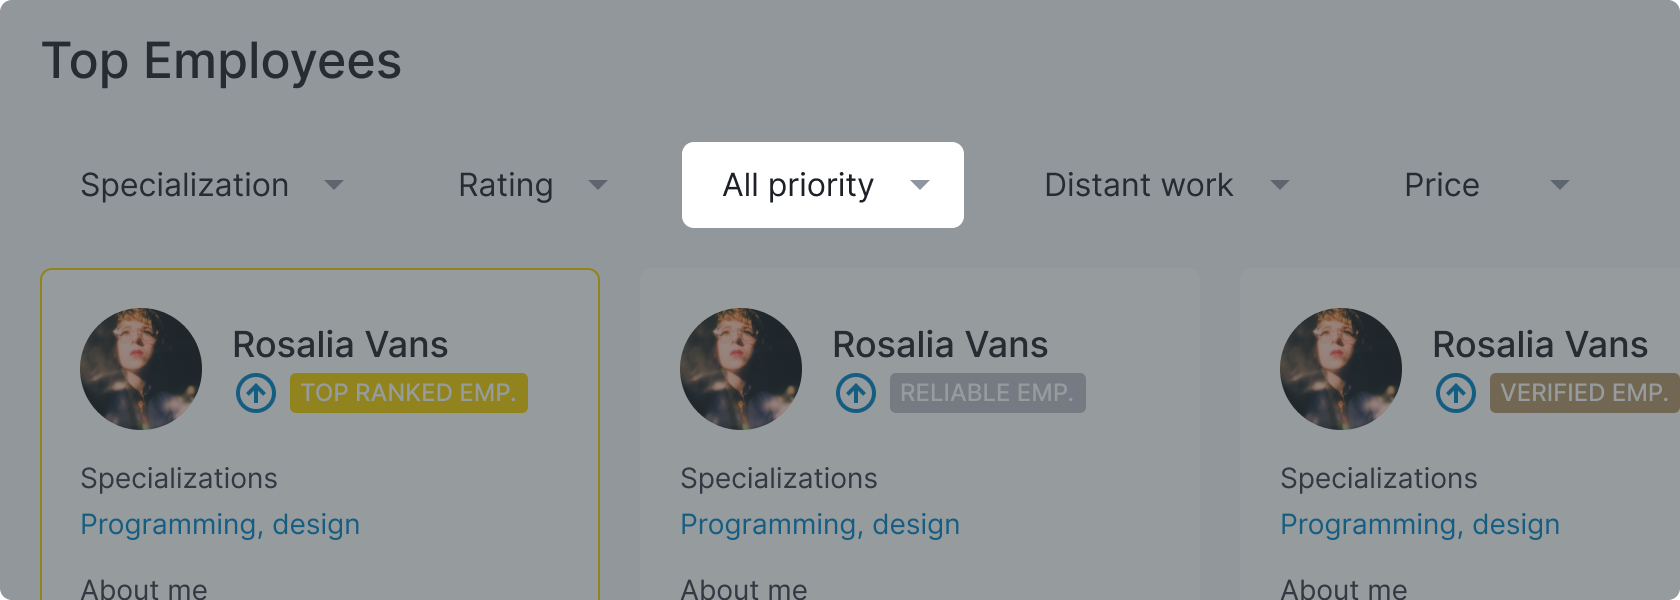 Top Employees
Specialization Rating All priority Distant work Price
Rosalia Vans Rosalia Vans Rosalia Vans
TOP RANKED EMP. RELIABLE EMP. VERIFIED EMP.
Specializations Specializations Specializations
Programming, design Programming, design Programming, design
About me About me About me